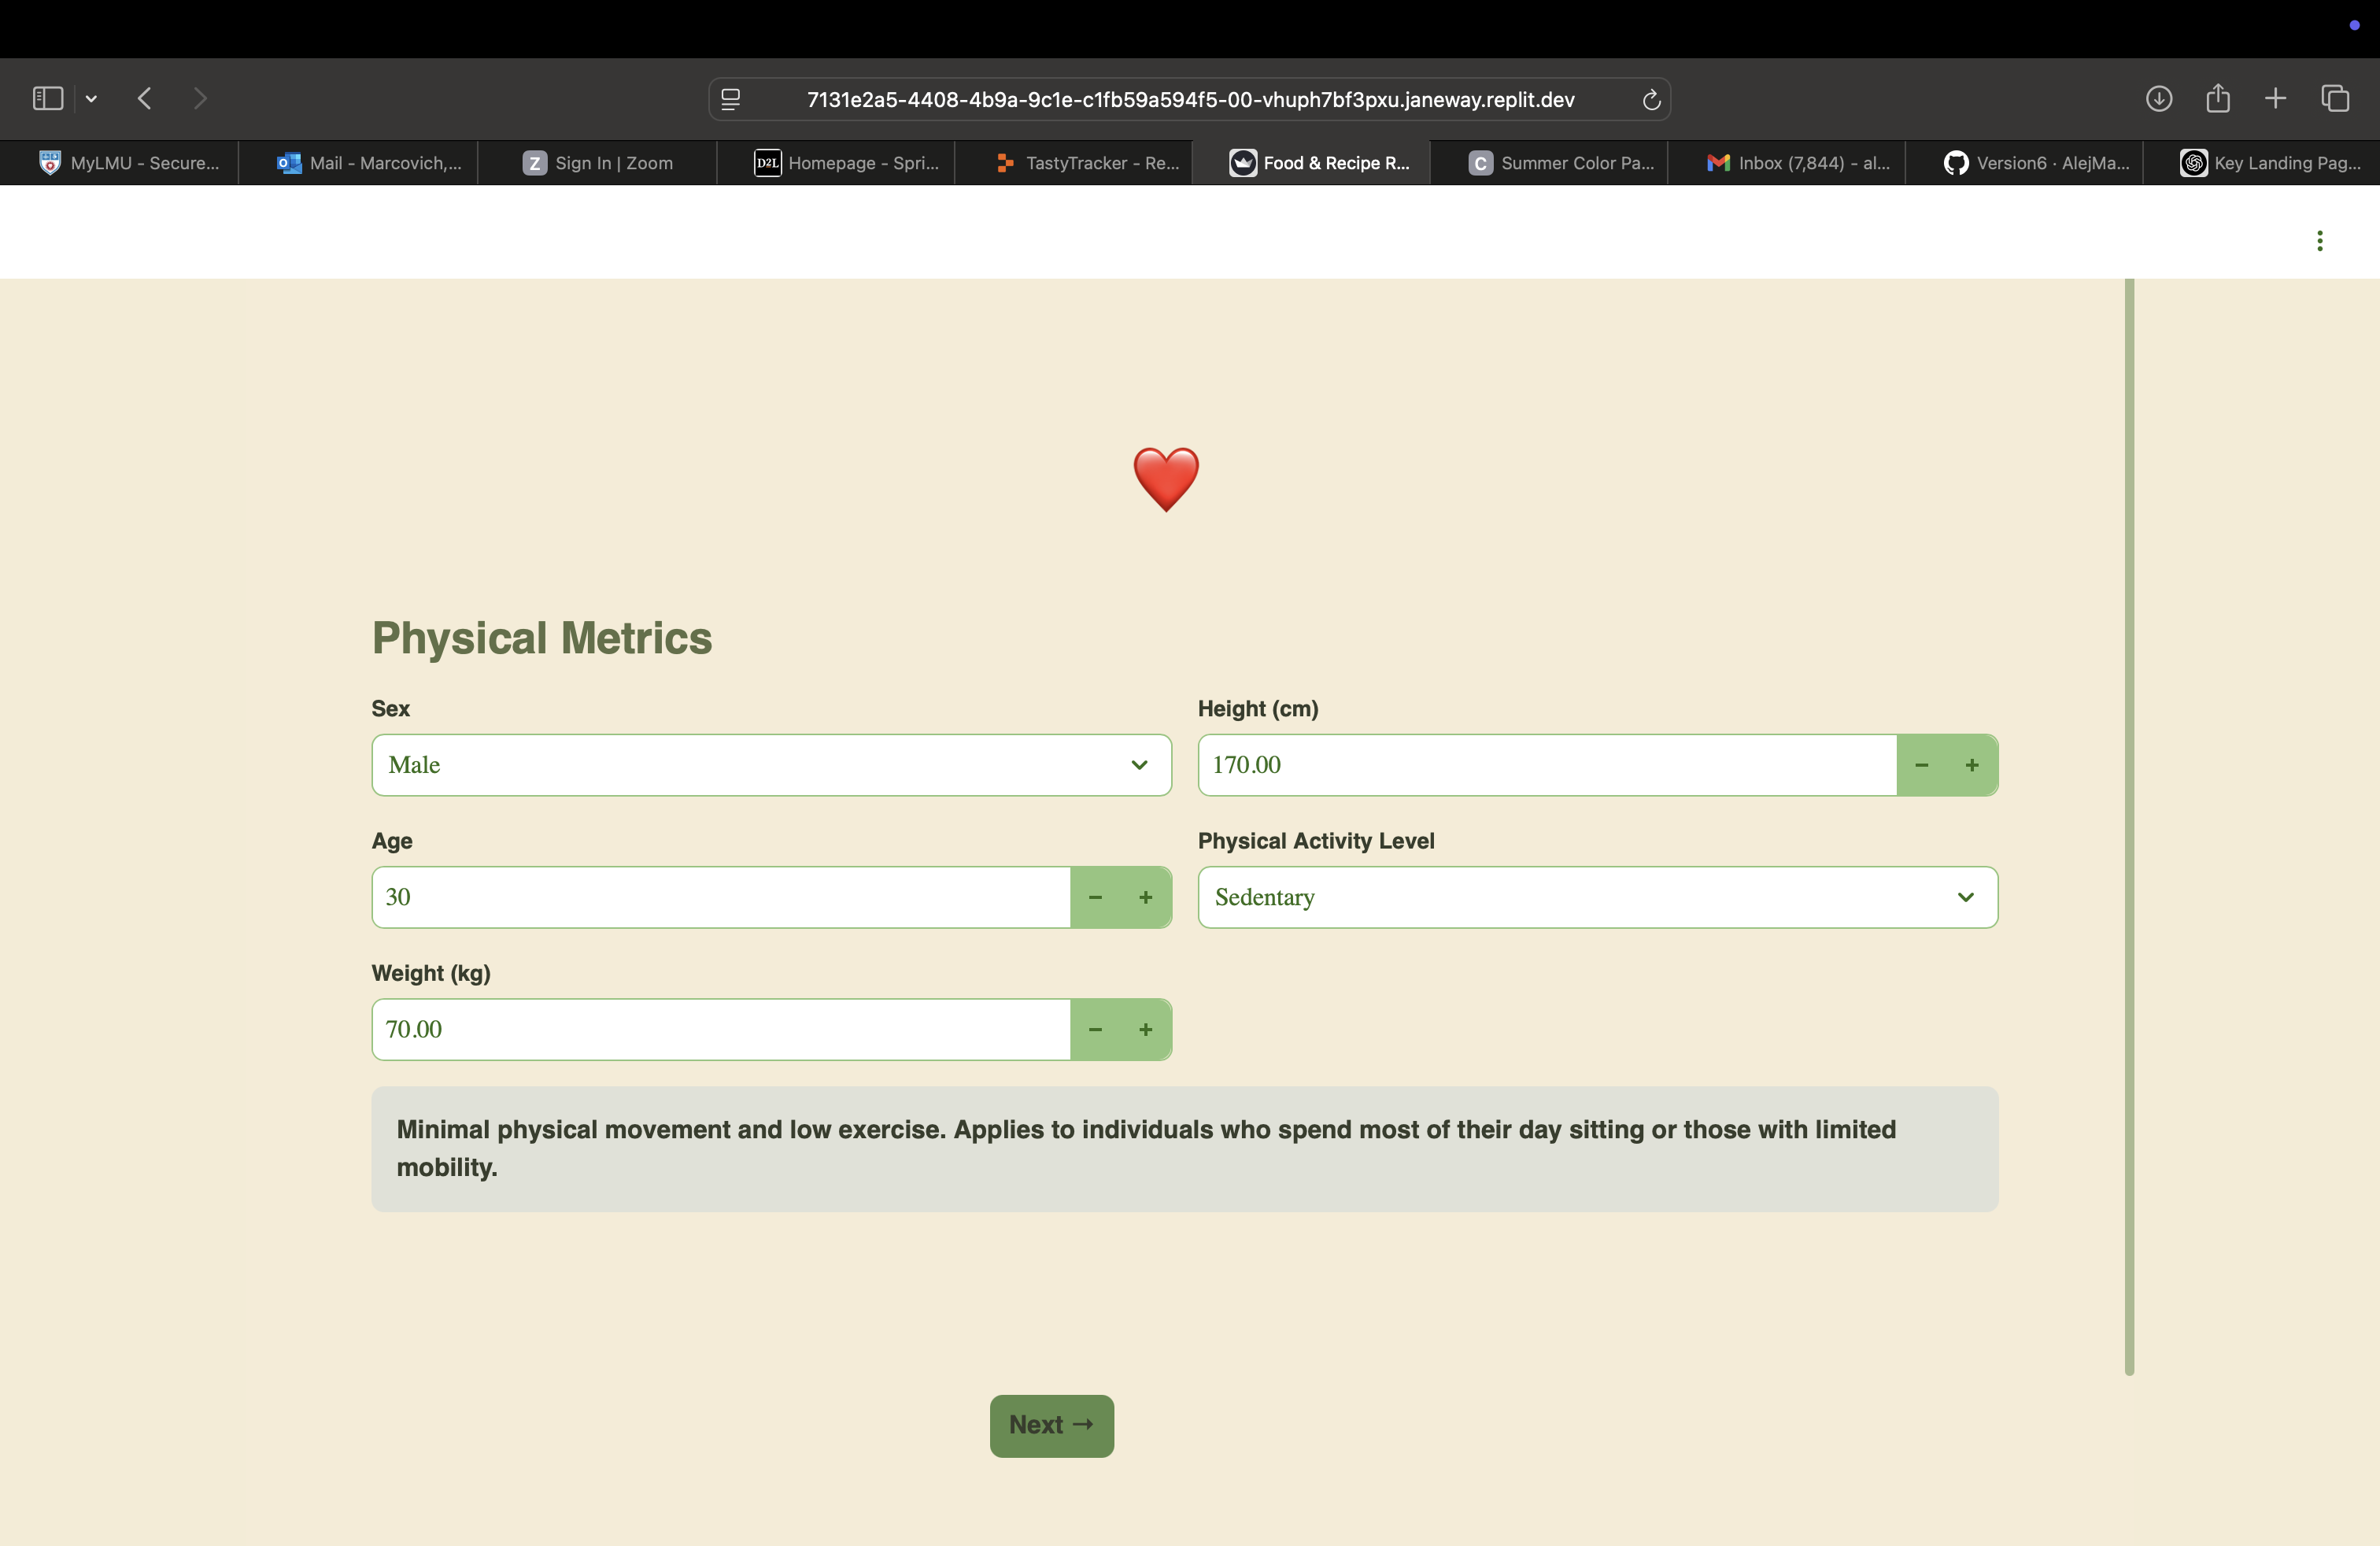 7131e2a5-4408-4b9a-9c1e-c1fb59a594f5-00-vhuph7bf3pxu.janeway.replit.dev
MyLMU - Secure...
Mail - Marcovich,...
Z Sign In | Zoom
D2L Homepage - Spri...
TastyTracker - Re...
Food & Recipe R...
C Summer Color Pa...
Inbox (7,844) - al...
Version6 · AlejMa...
Key Landing Pag...
Physical Metrics
Sex
Height (cm)
Male
170.00
− +
Age
Physical Activity Level
30
− +
Sedentary
Weight (kg)
70.00
− +
Minimal physical movement and low exercise. Applies to individuals who spend most of their day sitting or those with limited
mobility.
Next →